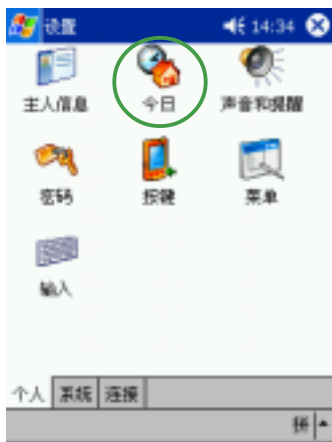 设置 14:34
主人信息 今日 声音和提醒
密码 按键 菜单
输入
个人 系统 连接
拼